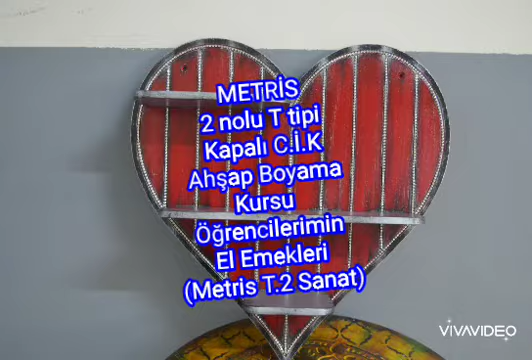 METRİS
2 nolu T tipi
Kapalı C.İ.K
Ahşap Boyama
Kursu
Öğrencilerimin
El Emekleri
(Metris T.2 Sanat)
VIVAVIDEO